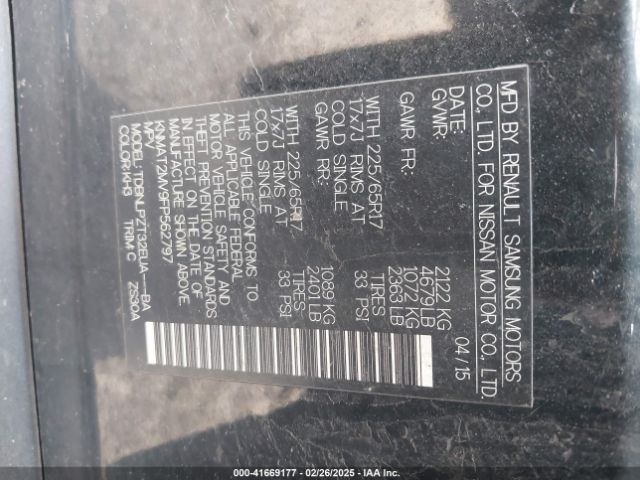 MFD BY RENAULT SAMSUNG MOTORS
CO., LTD. FOR NISSAN MOTOR CO., LTD.
DATE: 04/15
GVWR: 2122 KG
4679LB
GAWR FR: 1072 KG
2363 LB
WITH 225/65R17 TIRES
17x7J RIMS AT 33 PSI
COLD SINGLE
GAWR RR: 1089 KG
2401 LB
WITH 225/65R17 TIRES
17x7J RIMS AT 33 PSI
COLD SINGLE
THIS VEHICLE CONFORMS TO
ALL APPLICABLE FEDERAL
MOTOR VEHICLE SAFETY AND
THEFT PREVENTION STANDARDS
IN EFFECT ON THE DATE OF
MANUFACTURE SHOWN ABOVE.
KNMAT2MV9FP562797
MPV
MODEL: TDBNLPZT32EUA---BA
COLOR:KH3 TRIM:C ZS30A
000-41669177 - 02/26/2025 - IAA Inc.